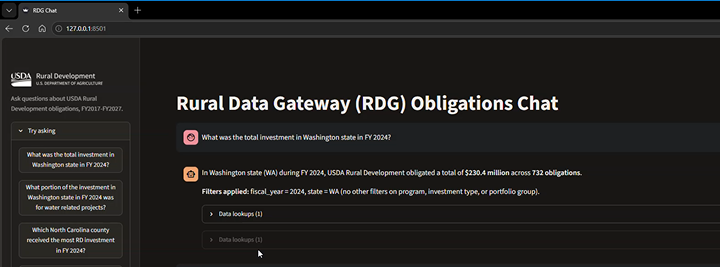 RDG Chat
127.0.0.1:8501
USDA Rural Development
U.S. DEPARTMENT OF AGRICULTURE
Ask questions about USDA Rural
Development obligations, FY2017-FY2027.
Try asking
What was the total investment in
Washington state in FY 2024?
What portion of the investment in
Washington state in FY 2024 was
for water related projects?
Which North Carolina county
received the most RD investment
in FY 2024?
Rural Data Gateway (RDG) Obligations Chat
What was the total investment in Washington state in FY 2024?
In Washington state (WA) during FY 2024, USDA Rural Development obligated a total of $230.4 million across 732 obligations.
Filters applied: fiscal_year = 2024, state = WA (no other filters on program, investment type, or portfolio group).
Data lookups (1)
Data lookups (1)